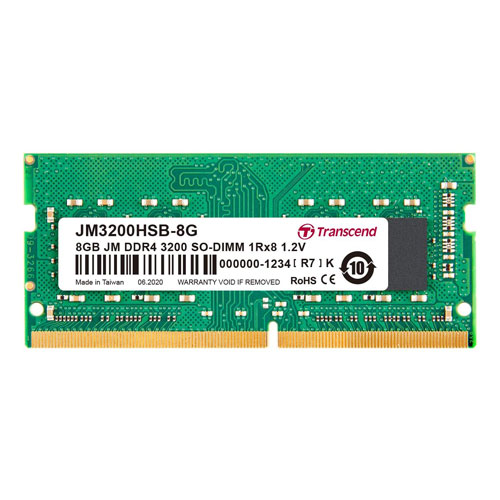 JM3200HSB-8G
Transcend
8GB JM DDR4 3200 SO-DIMM 1Rx8 1.2V
000000-1234 [ R7 ] K
Made in Taiwan 06.2020 WARRANTY VOID IF REMOVED RoHS CE
10